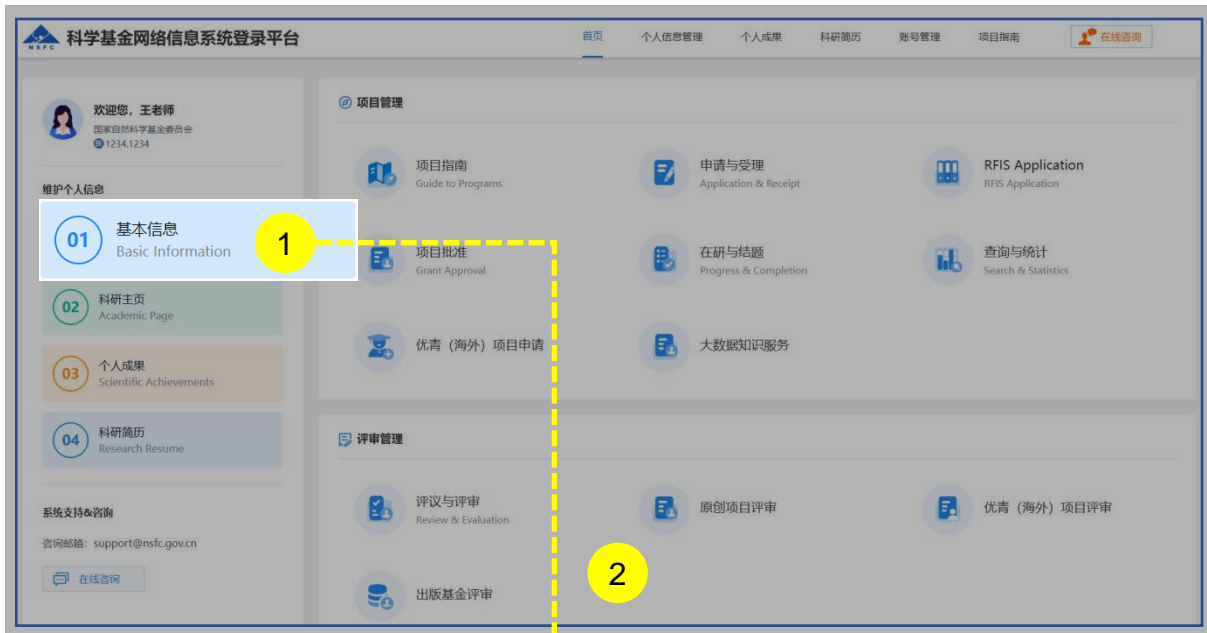 NSFC
科学基金网络信息系统登录平台
首页 个人信息管理 个人成果 科研简历 账号管理 项目指南 在线咨询
欢迎您，王老师
国家自然科学基金委员会
1234.1234
维护个人信息
01
基本信息
Basic Information
1
02
科研主页
Academic Page
03
个人成果
Scientific Achievements
04
科研简历
Research Resume
系统支持&咨询
咨询邮箱：support@nsfc.gov.cn
在线咨询
项目管理
项目指南
Guide to Programs
申请与受理
Application & Receipt
RFIS Application
RFIS Application
项目批准
Grant Approval
在研与结题
Progress & Completion
查询与统计
Search & Statistics
优青（海外）项目申请
大数据知识服务
评审管理
评议与评审
Review & Evaluation
原创项目评审
优青（海外）项目评审
出版基金评审
2